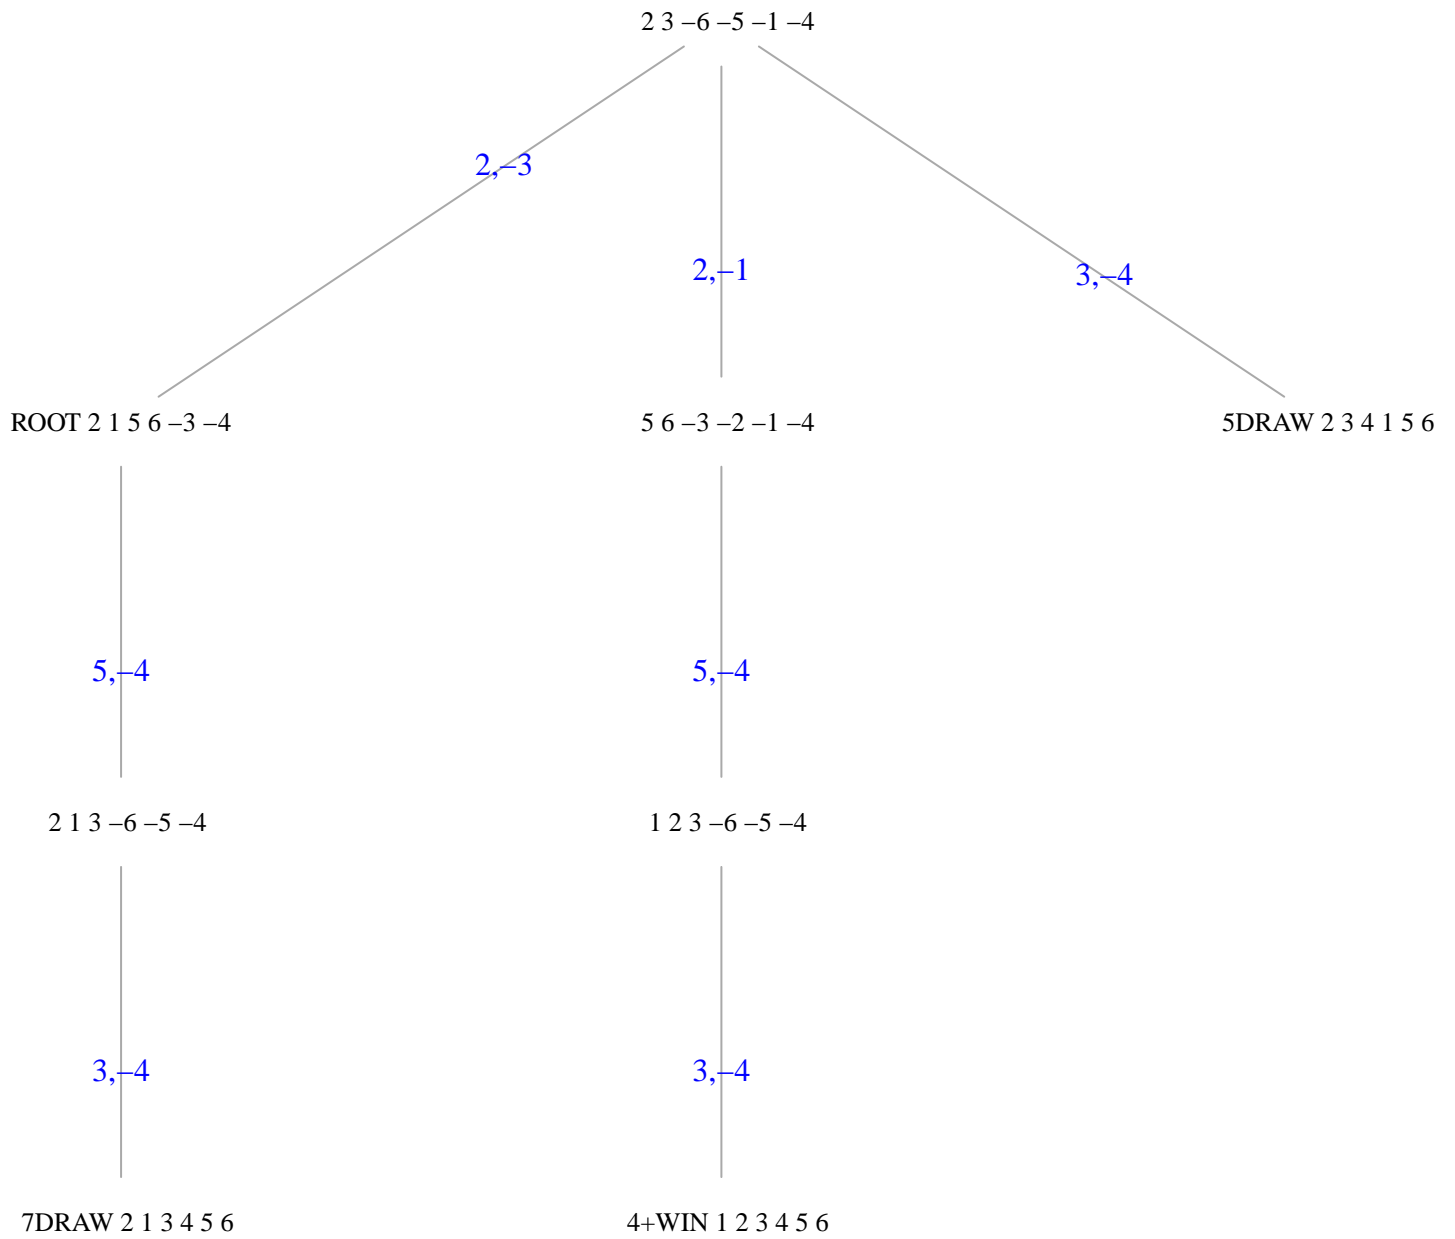 2 3 –6 –5 –1 –4
2,–3
2,–1
3,–4
ROOT 2 1 5 6 –3 –4
5 6 –3 –2 –1 –4
5DRAW 2 3 4 1 5 6
5,–4
5,–4
2 1 3 –6 –5 –4
1 2 3 –6 –5 –4
3,–4
3,–4
7DRAW 2 1 3 4 5 6
4+WIN 1 2 3 4 5 6